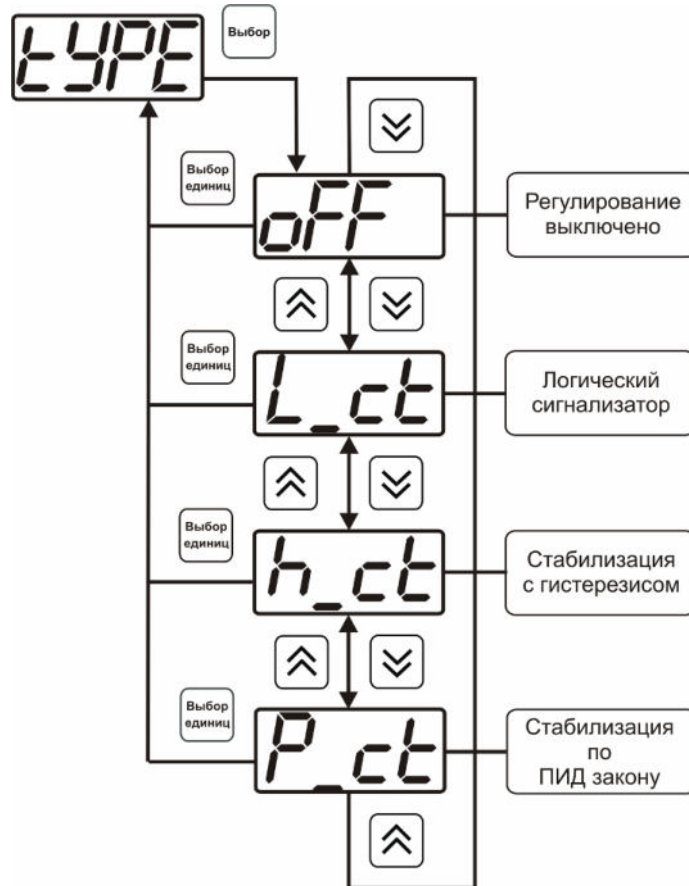 tYPE
Выбор
Выбор
единиц
oFF
Регулирование
выключено
Выбор
единиц
L_ct
Логический
сигнализатор
Выбор
единиц
h_ct
Стабилизация
с гистерезисом
Выбор
единиц
P_ct
Стабилизация
по
ПИД закону